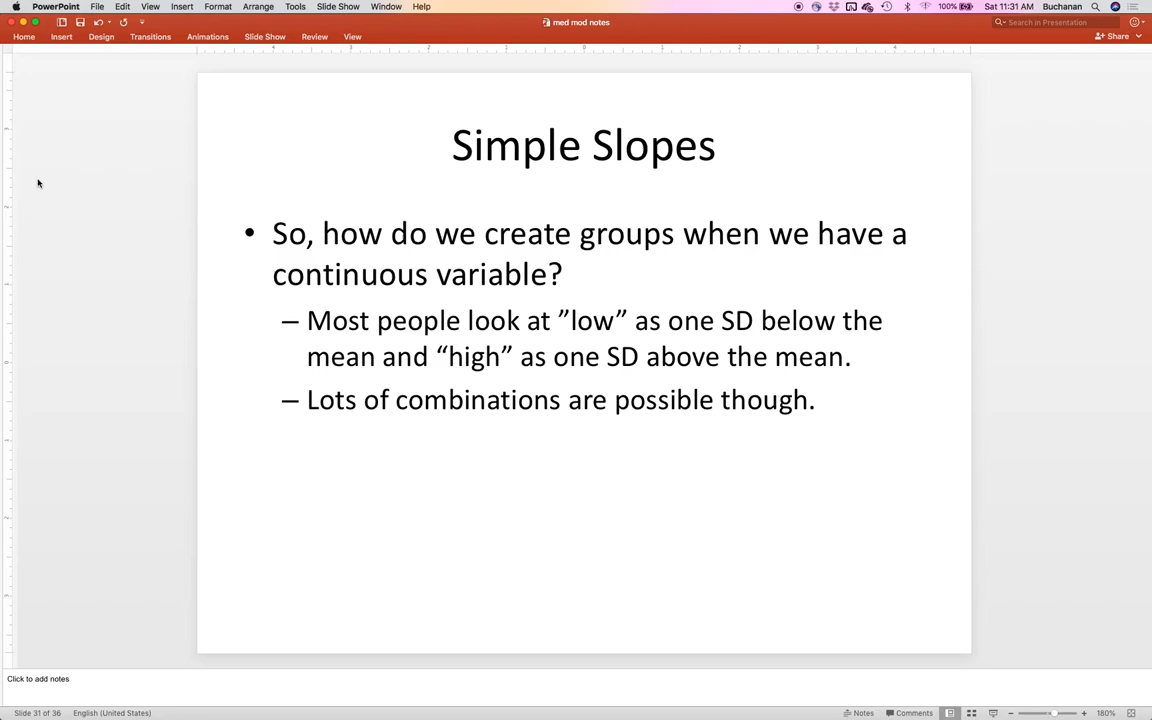 PowerPoint File Edit View Insert Format Arrange Tools Slide Show Window Help 100% Sat 11:31 AM Buchanan
med mod notes Search in Presentation
Home Insert Design Transitions Animations Slide Show Review View Share
Simple Slopes
• So, how do we create groups when we have a
continuous variable?
– Most people look at ”low” as one SD below the
mean and “high” as one SD above the mean.
– Lots of combinations are possible though.
Click to add notes
Slide 31 of 36 English (United States) Notes Comments 180%